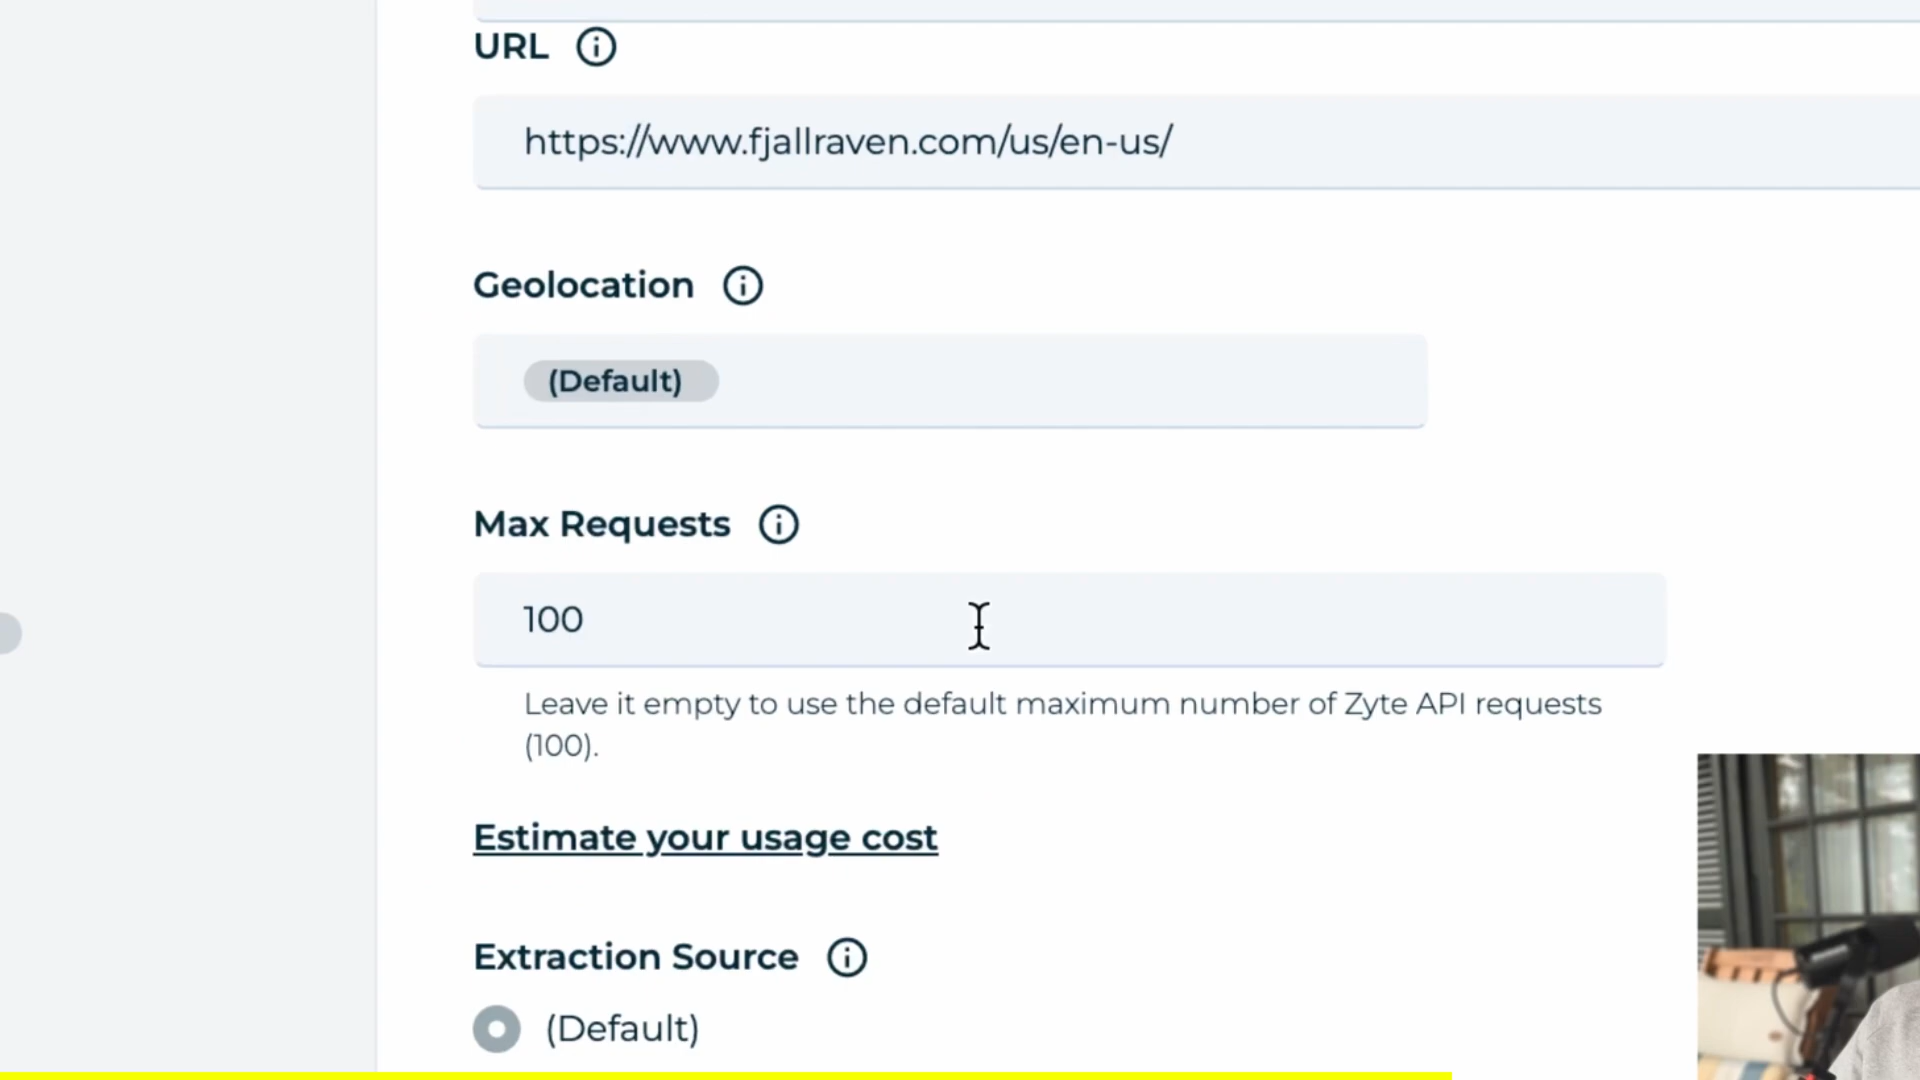 URL
https://www.fjallraven.com/us/en-us/
Geolocation
(Default)
Max Requests
100
Leave it empty to use the default maximum number of Zyte API requests
(100).
Estimate your usage cost
Extraction Source
(Default)